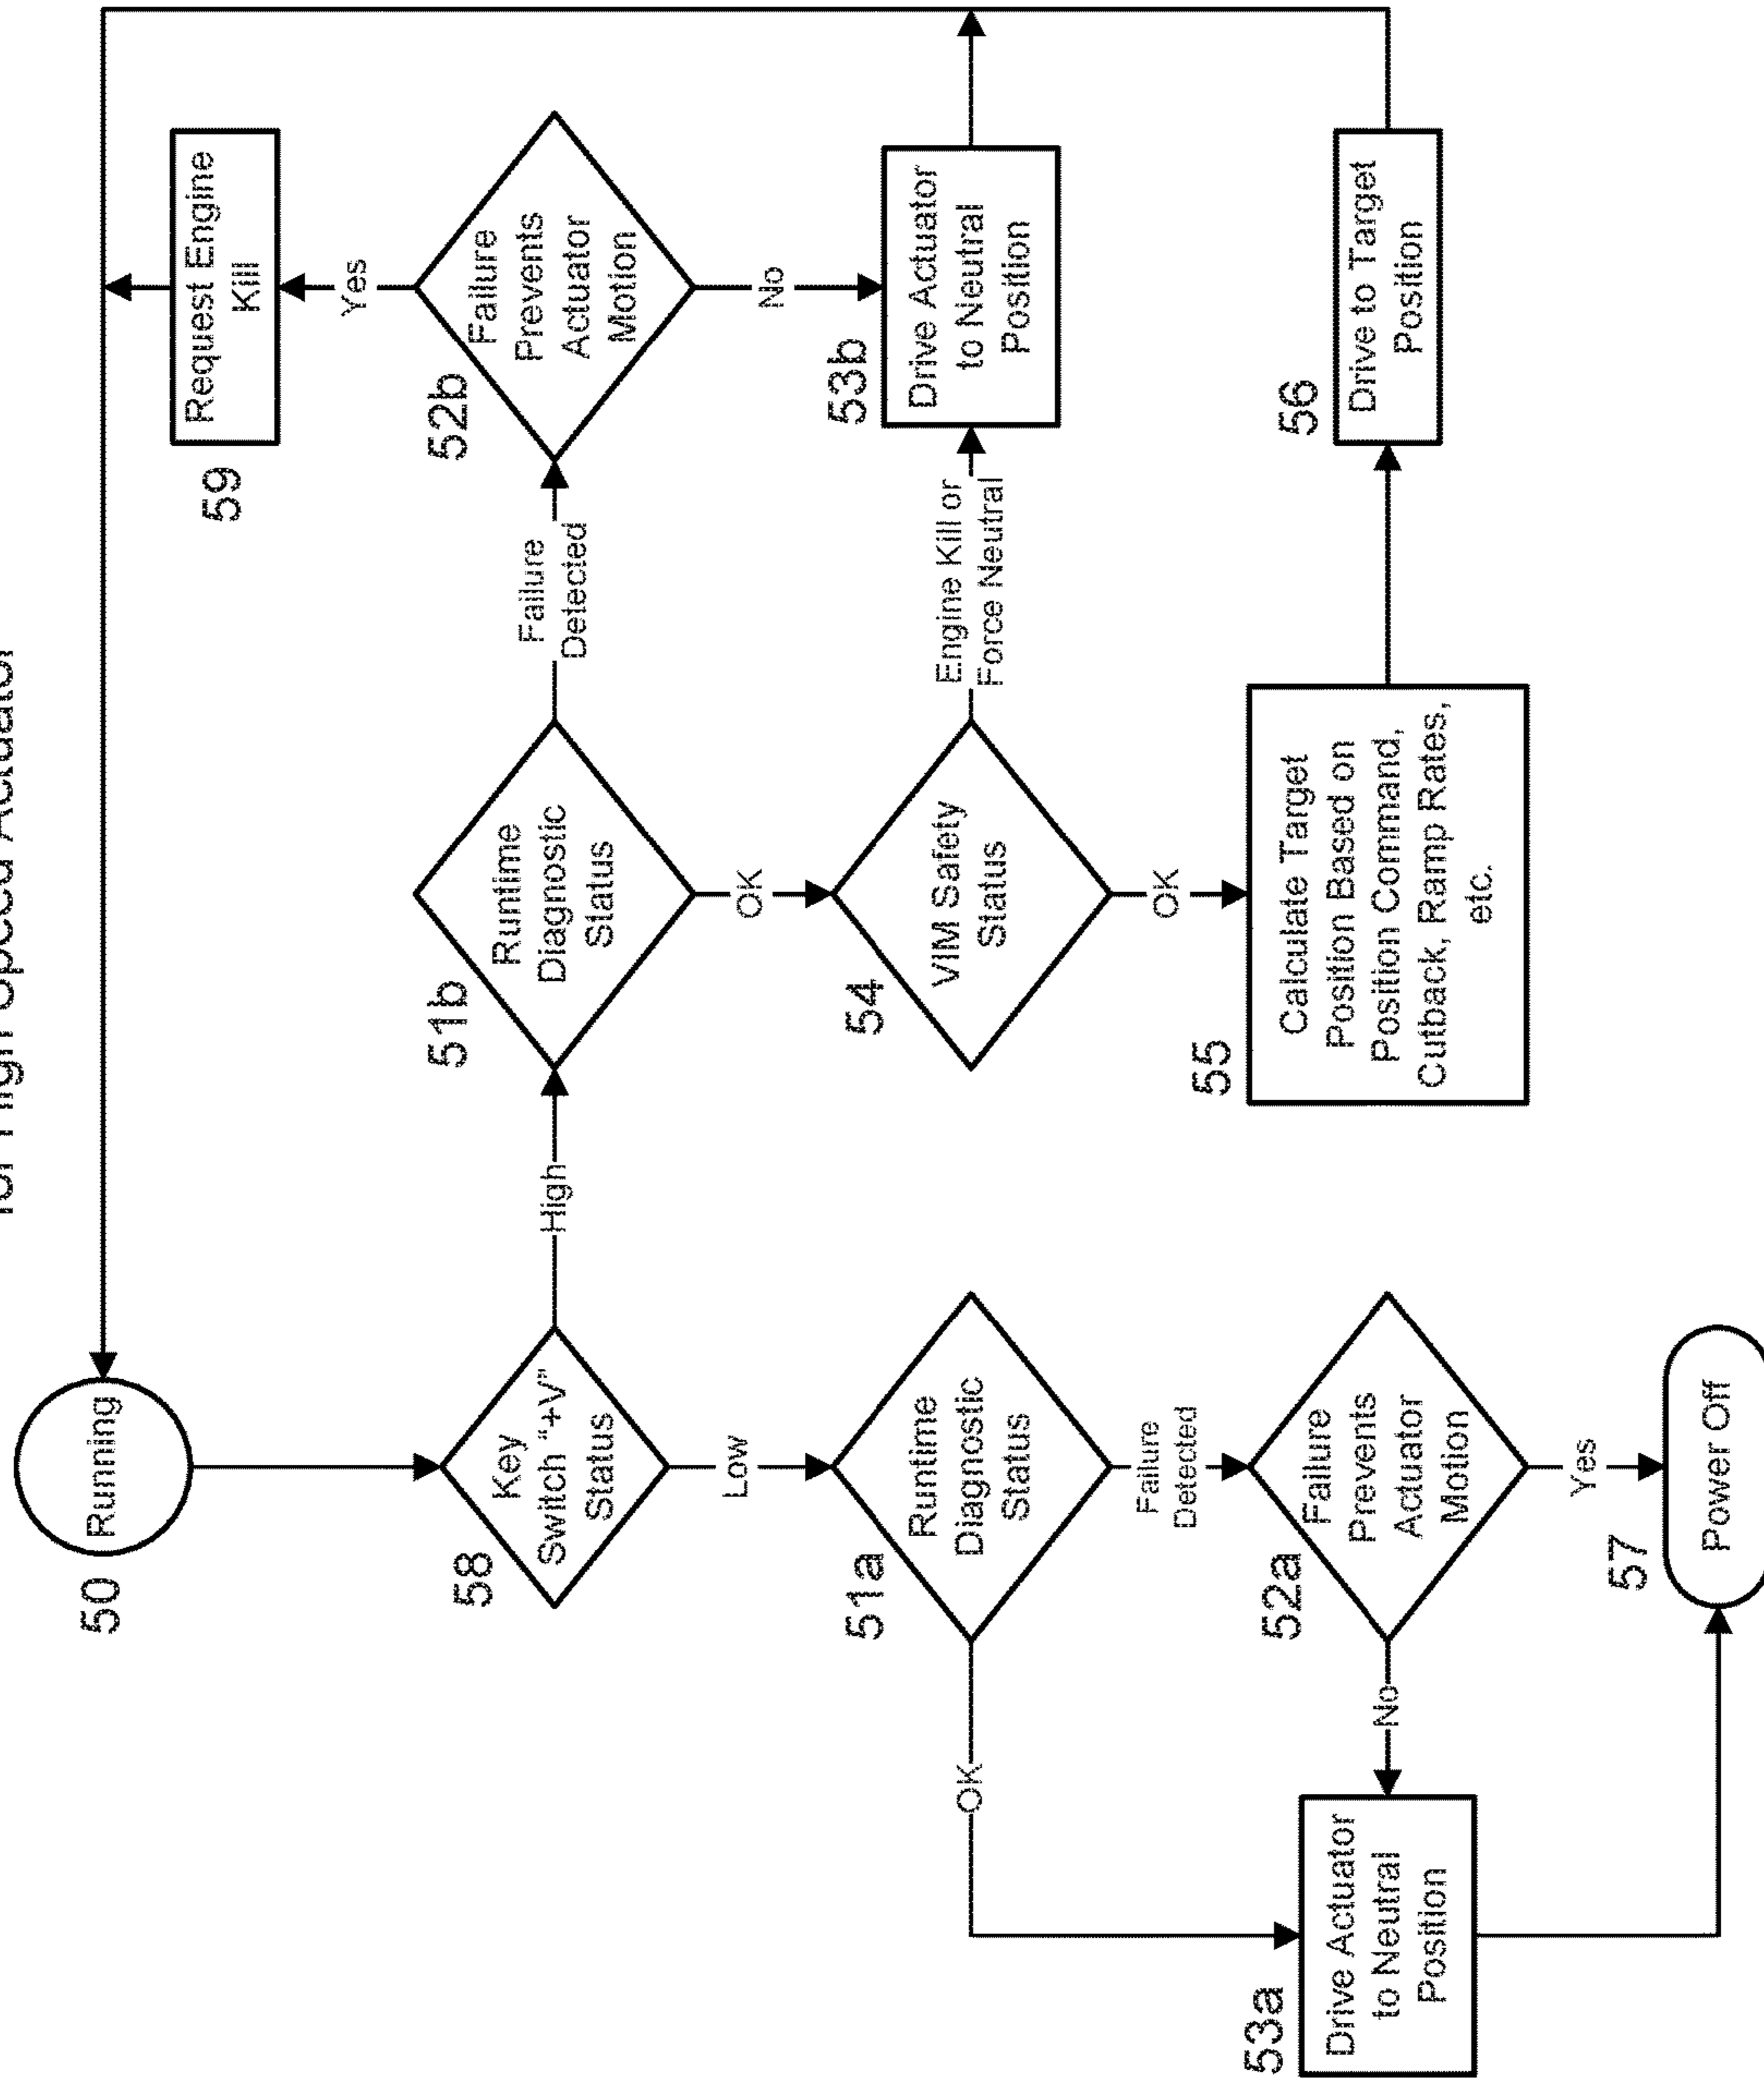 for High Speed Actuator
50
Running
58
Key
Switch "+V"
Status
High
51b
Runtime
Diagnostic
Status
Failure
Detected
52b
Failure
Prevents
Actuator
Motion
Yes
59
Request Engine
Kill
No
53b
Drive Actuator
to Neutral
Position
OK
54
VIM Safety
Status
Engine Kill or
Force Neutral
OK
55
Calculate Target
Position Based on
Position Command,
Cutback, Ramp Rates,
etc.
56
Drive to Target
Position
Low
51a
Runtime
Diagnostic
Status
OK
Failure
Detected
52a
Failure
Prevents
Actuator
Motion
No
Yes
53a
Drive Actuator
to Neutral
Position
57
Power Off